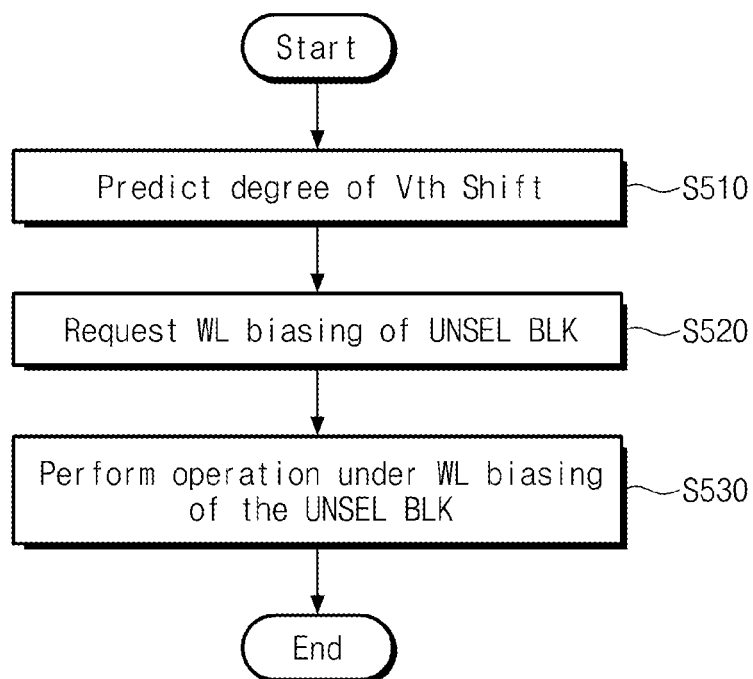 Start
Predict degree of Vth Shift
S510
Request WL biasing of UNSEL BLK
S520
Perform operation under WL biasing
of the UNSEL BLK
S530
End